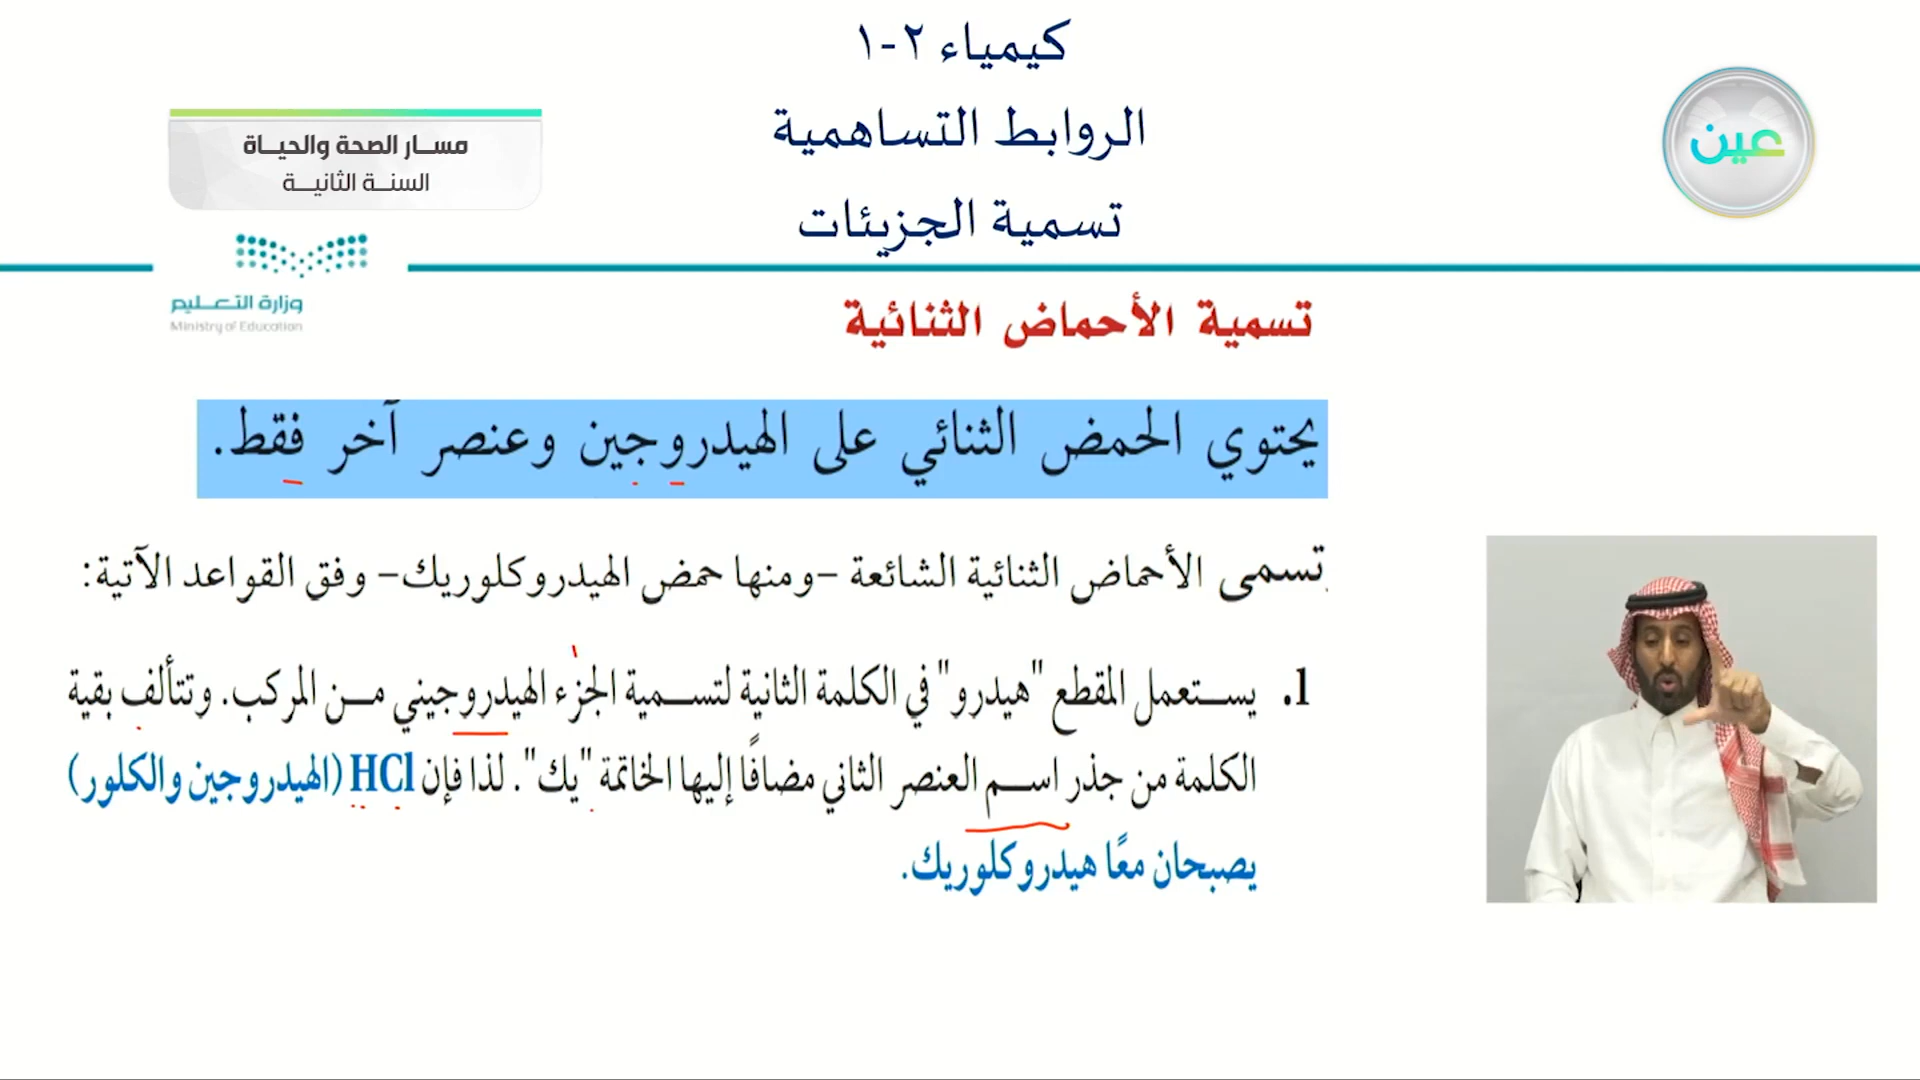 كيمياء ٢-١
الروابط التساهمية
تسمية الجزيئات
مسار الصحة والحياة
السنة الثانية
عين
وزارة التعليم
Ministry of Education
تسمية الأحماض الثنائية
يحتوي الحمض الثنائي على الهيدروجين وعنصر آخر فقط.
تسمى الأحماض الثنائية الشائعة –ومنها حمض الهيدروكلوريك– وفق القواعد الآتية:
1. يستعمل المقطع "هيدرو" في الكلمة الثانية لتسمية الجزء الهيدروجيني من المركب. وتتألف بقية
الكلمة من جذر اسم العنصر الثاني مضافًا إليها الخاتمة "يك". لذا فإن HCl (الهيدروجين والكلور)
يصبحان معًا هيدروكلوريك.